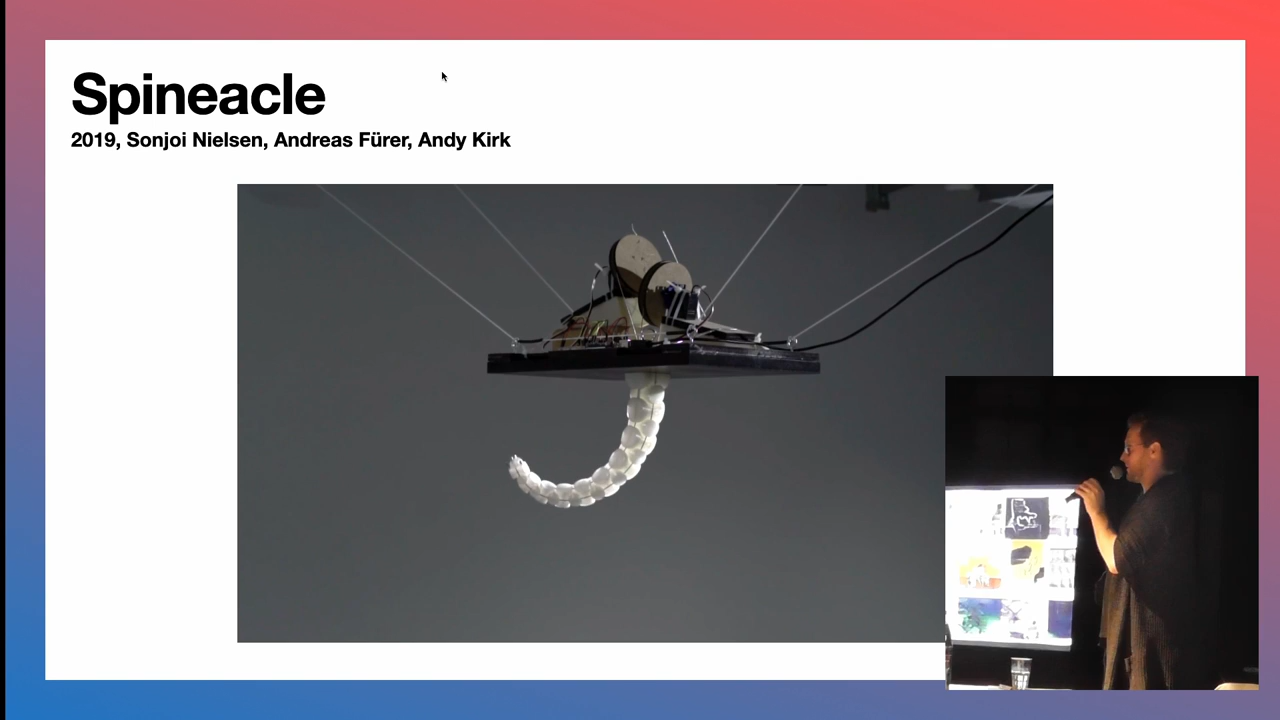 Spineacle
2019, Sonjoi Nielsen, Andreas Fürer, Andy Kirk